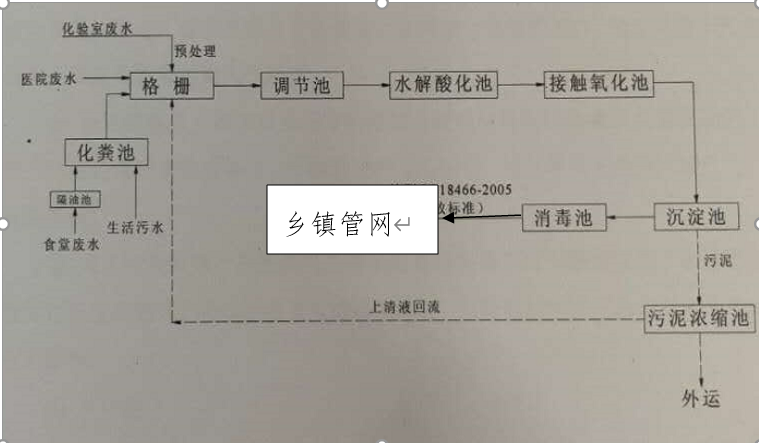 化验室废水
预处理
医院废水
格栅
调节池
水解酸化池
接触氧化池
化粪池
隔油池
食堂废水
生活污水
18466-2005
标准）
乡镇管网↵
消毒池
沉淀池
污泥
上清液回流
污泥浓缩池
外运